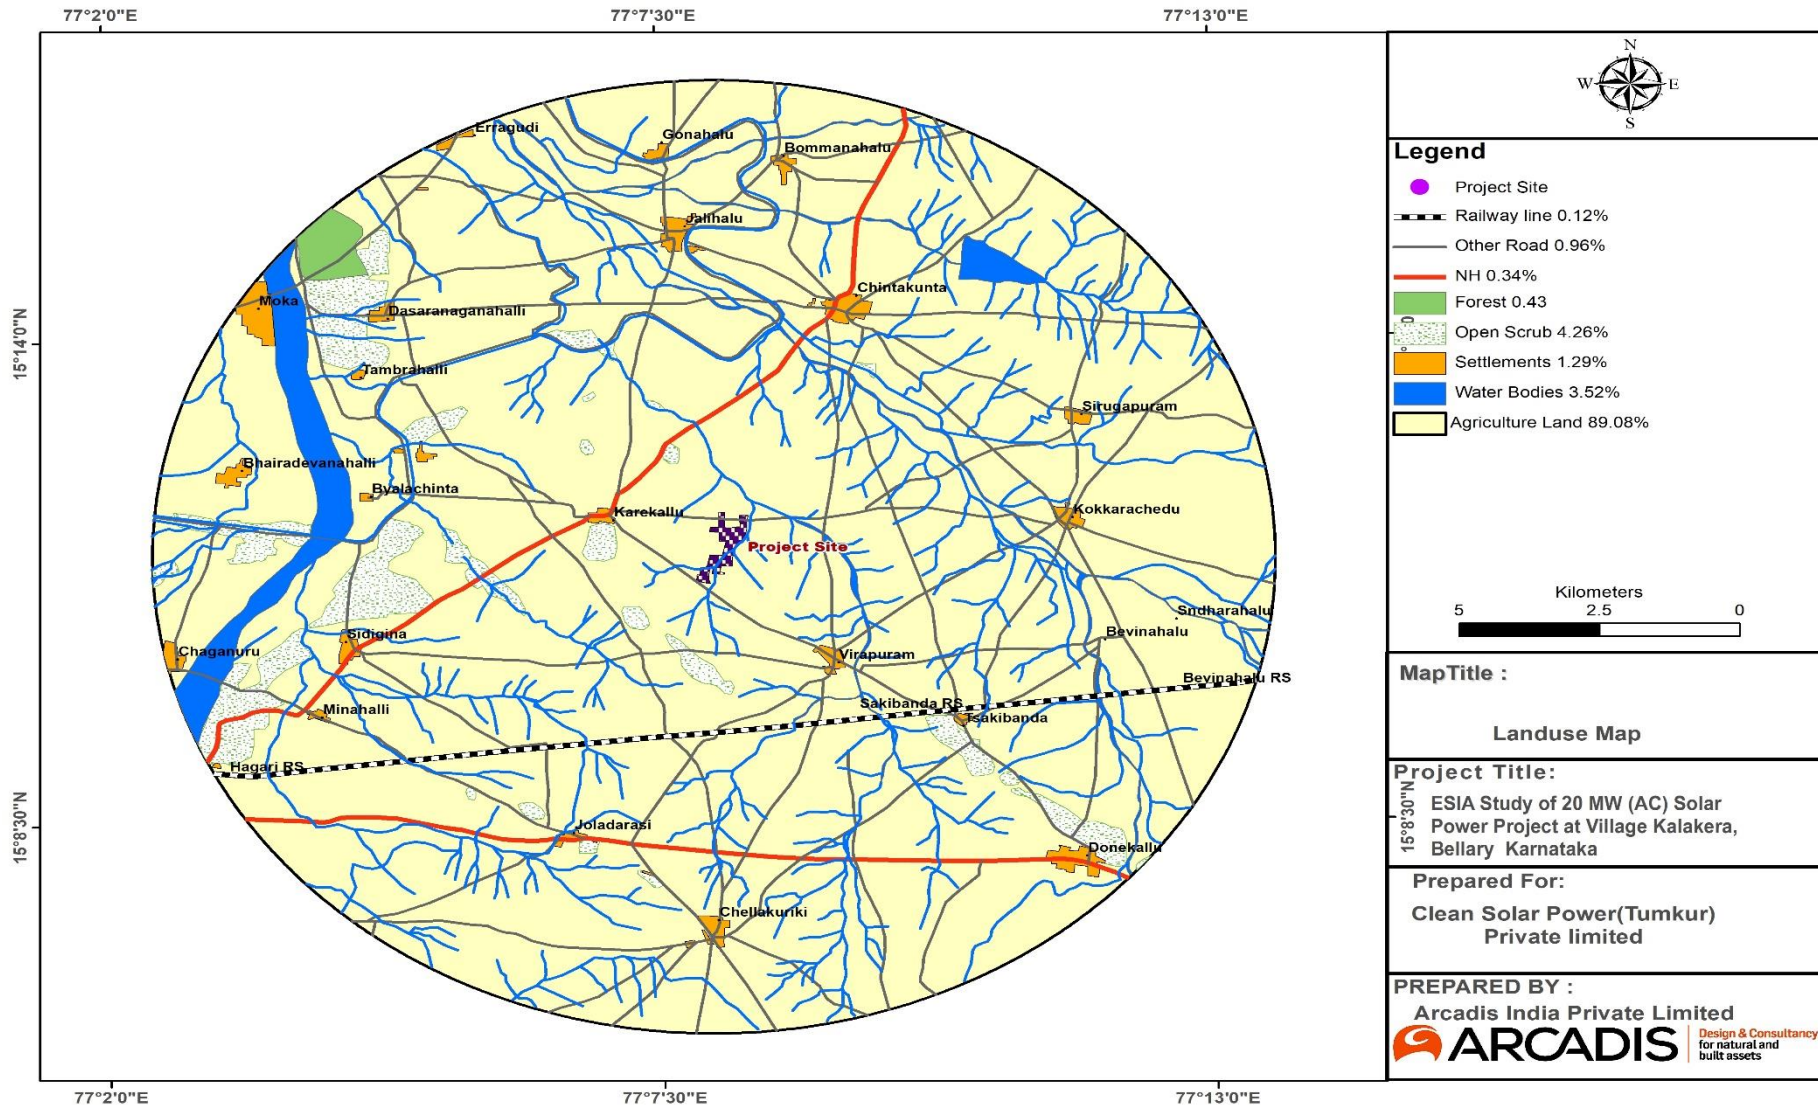 77°2'0"E
77°7'30"E
77°13'0"E
15°14'0"N
15°8'30"N
Erragudi
Gonahalu
Bommanahalu
Jalihalu
Chintakunta
Moka
Dasaranaganahalli
Tambrahalli
Sirugapuram
Bhairadevanahalli
Byalachinta
Karekallu
Kokkarachedu
Project Site
Sndharahalu
Bevinahalu
Sidigina
Chaganuru
Virapuram
Bevinahalu RS
Sakibanda RS
Tsakibanda
Minahalli
Hagari RS
Joladarasi
Donekallu
Chellakuriki
77°2'0"E
77°7'30"E
77°13'0"E
N
W
E
S
Legend
Project Site
Railway line 0.12%
Other Road 0.96%
NH 0.34%
Forest 0.43
Open Scrub 4.26%
Settlements 1.29%
Water Bodies 3.52%
Agriculture Land 89.08%
Kilometers
5 2.5 0
MapTitle :
Landuse Map
Project Title:
15°8'30"N
ESIA Study of 20 MW (AC) Solar
Power Project at Village Kalakera,
Bellary Karnataka
Prepared For:
Clean Solar Power(Tumkur)
Private limited
PREPARED BY :
Arcadis India Private Limited
ARCADIS
Design & Consultancy
for natural and
built assets